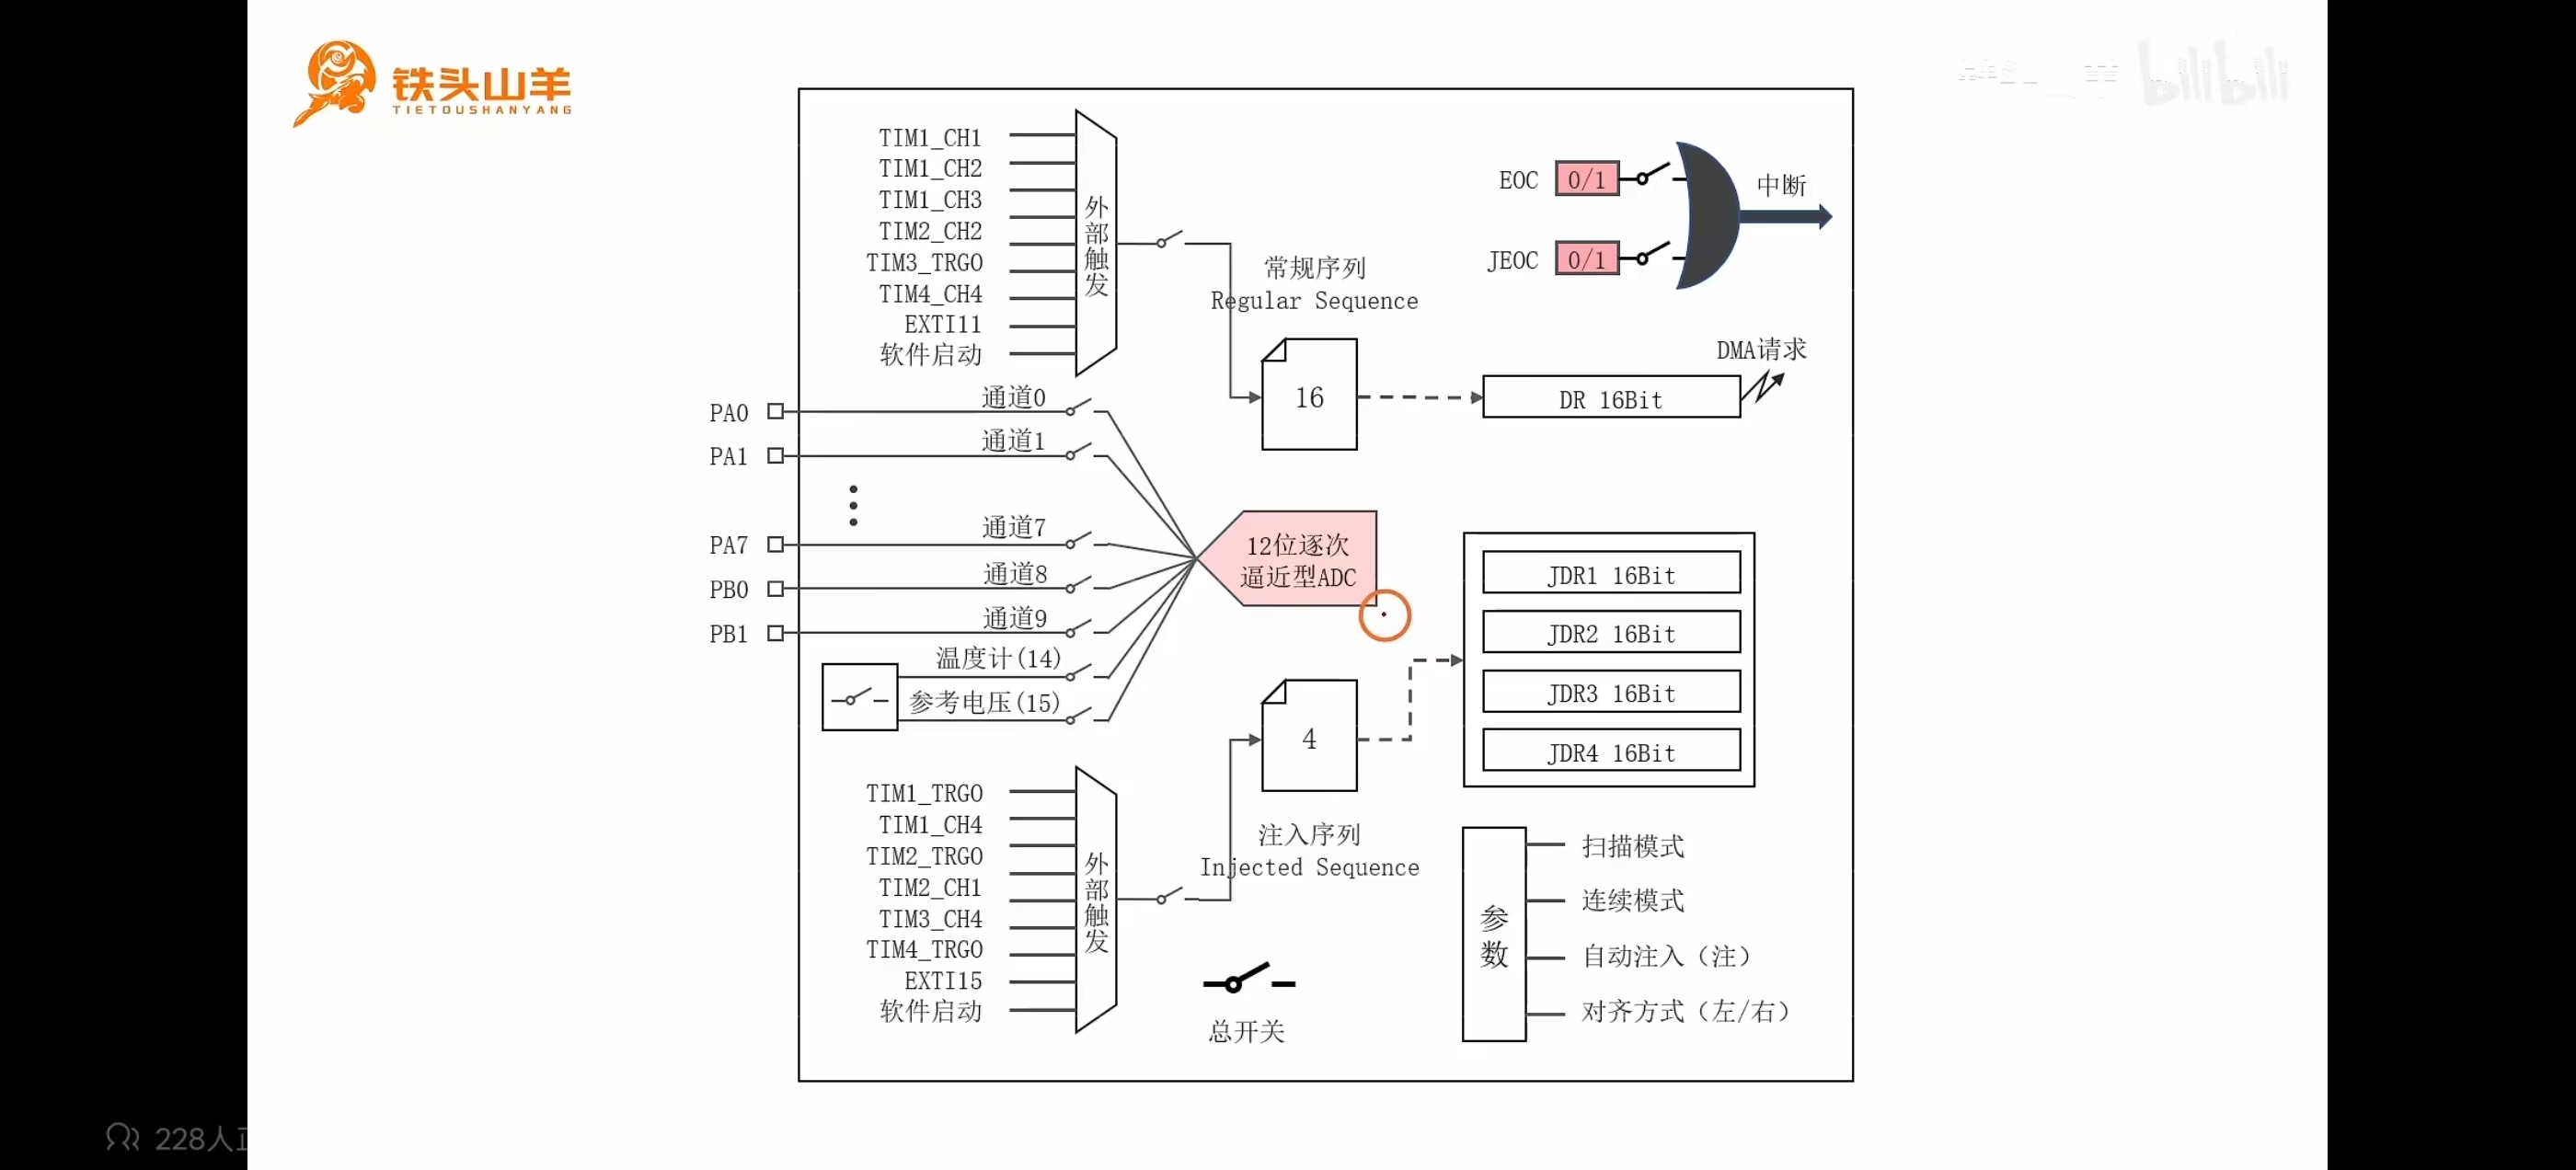 铁头山羊
TIETOUSHANYANG
bilibili
TIM1_CH1
TIM1_CH2
TIM1_CH3
TIM2_CH2
TIM3_TRGO
TIM4_CH4
EXTI11
软件启动
外部触发
常规序列
Regular Sequence
16
EOC
0/1
JEOC
0/1
中断
DMA请求
DR 16Bit
PA0
通道0
PA1
通道1
PA7
通道7
PB0
通道8
PB1
通道9
温度计(14)
参考电压(15)
12位逐次
逼近型ADC
JDR1 16Bit
JDR2 16Bit
JDR3 16Bit
JDR4 16Bit
4
注入序列
Injected Sequence
TIM1_TRGO
TIM1_CH4
TIM2_TRGO
TIM2_CH1
TIM3_CH4
TIM4_TRGO
EXTI15
软件启动
外部触发
总开关
参数
扫描模式
连续模式
自动注入（注）
对齐方式（左/右）
228人